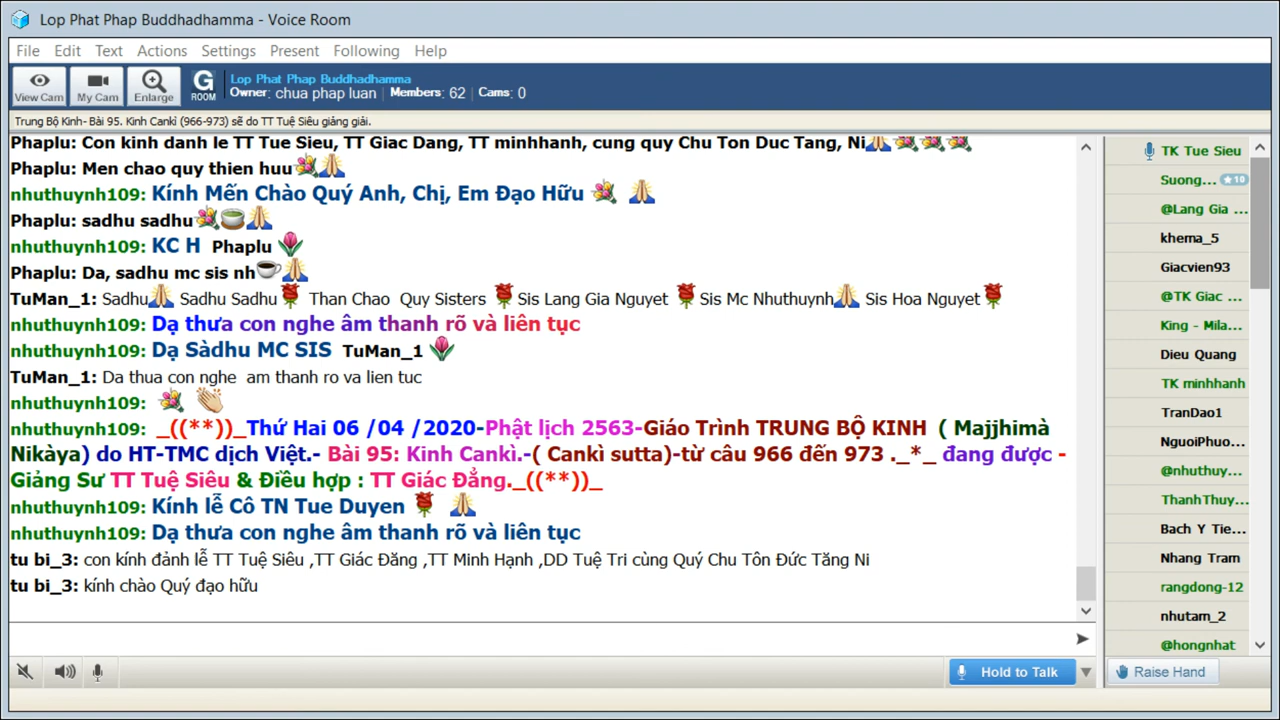 Lop Phat Phap Buddhadhamma - Voice Room
File Edit Text Actions Settings Present Following Help
View Cam My Cam Enlarge G ROOM
Lop Phat Phap Buddhadhamma
Owner: chua phap luan Members: 62 Cams: 0
Trung Bộ Kinh- Bài 95. Kinh Cankì (966-973) sẽ do TT Tuệ Siêu giảng giải.
Phaplu: Con kinh danh le TT Tue Sieu, TT Giac Dang, TT minhhanh, cung quy Chu Ton Duc Tang, Ni
Phaplu: Men chao quy thien huu
nhuthuynh109: Kính Mến Chào Quý Anh, Chị, Em Đạo Hữu
Phaplu: sadhu sadhu
nhuthuynh109: KC H Phaplu
Phaplu: Da, sadhu mc sis nh
TuMan_1: Sadhu Sadhu Sadhu Than Chao Quy Sisters Sis Lang Gia Nguyet Sis Mc Nhuthuynh Sis Hoa Nguyet
nhuthuynh109: Dạ thưa con nghe âm thanh rõ và liên tục
nhuthuynh109: Dạ Sàdhu MC SIS TuMan_1
TuMan_1: Da thua con nghe am thanh ro va lien tuc
nhuthuynh109:
nhuthuynh109: _((**))_Thứ Hai 06 /04 /2020-Phật lịch 2563-Giáo Trình TRUNG BỘ KINH ( Majjhimà
Nikàya) do HT-TMC dịch Việt.- Bài 95: Kinh Cankì.-( Cankì sutta)-từ câu 966 đến 973 ._*_ đang được -
Giảng Sư TT Tuệ Siêu & Điều hợp : TT Giác Đẳng._((**))_
nhuthuynh109: Kính lễ Cô TN Tue Duyen
nhuthuynh109: Dạ thưa con nghe âm thanh rõ và liên tục
tu bi_3: con kính đảnh lễ TT Tuệ Siêu ,TT Giác Đăng ,TT Minh Hạnh ,DD Tuệ Tri cùng Quý Chu Tôn Đức Tăng Ni
tu bi_3: kính chào Quý đạo hữu
TK Tue Sieu
Suong... 10
@Lang Gia ...
khema_5
Giacvien93
@TK Giac ...
King - Mila...
Dieu Quang
TK minhhanh
TranDao1
NguoiPhuo...
@nhuthuy...
ThanhThuy...
Bach Y Tie...
Nhang Tram
rangdong-12
nhutam_2
@hongnhat
Hold to Talk
Raise Hand